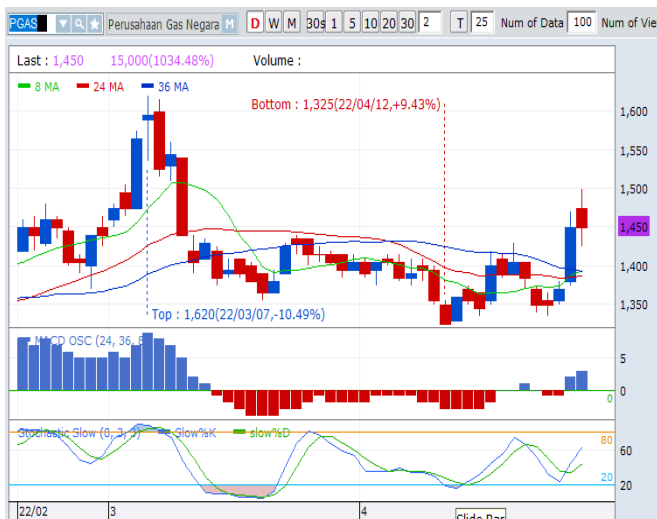 PGAS Perusahaan Gas Negara M D W M 30s 1 5 10 20 30 2 T 25 Num of Data 100 Num of Vie
Last : 1,450 15,000(1034.48%) Volume :
8 MA 24 MA 36 MA
Bottom : 1,325(22/04/12,+9.43%)
1,600
1,550
1,500
1,450
1,400
1,350
Top : 1,620(22/03/07,-10.49%)
MACD OSC (24, 36, 8)
5
0
0
Stochastic Slow Slow%K slow%D
80
60
20
20
22/02 3 4
Slide Bar